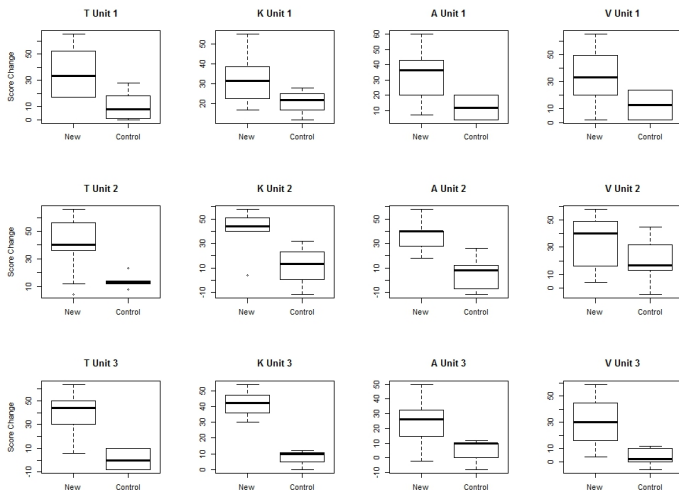 T Unit 1
K Unit 1
A Unit 1
V Unit 1
Score Change
0 10 30 50
20 30 40 50
10 20 30 40 50 60
0 10 30 50
New Control
New Control
New Control
New Control
T Unit 2
K Unit 2
A Unit 2
V Unit 2
Score Change
10 30 50
-10 10 30 50
-10 10 30 50
0 10 30 50
New Control
New Control
New Control
New Control
T Unit 3
K Unit 3
A Unit 3
V Unit 3
Score Change
-10 10 30 50
0 10 20 30 40 50
-10 0 10 20 30 40 50
0 10 30 50
New Control
New Control
New Control
New Control